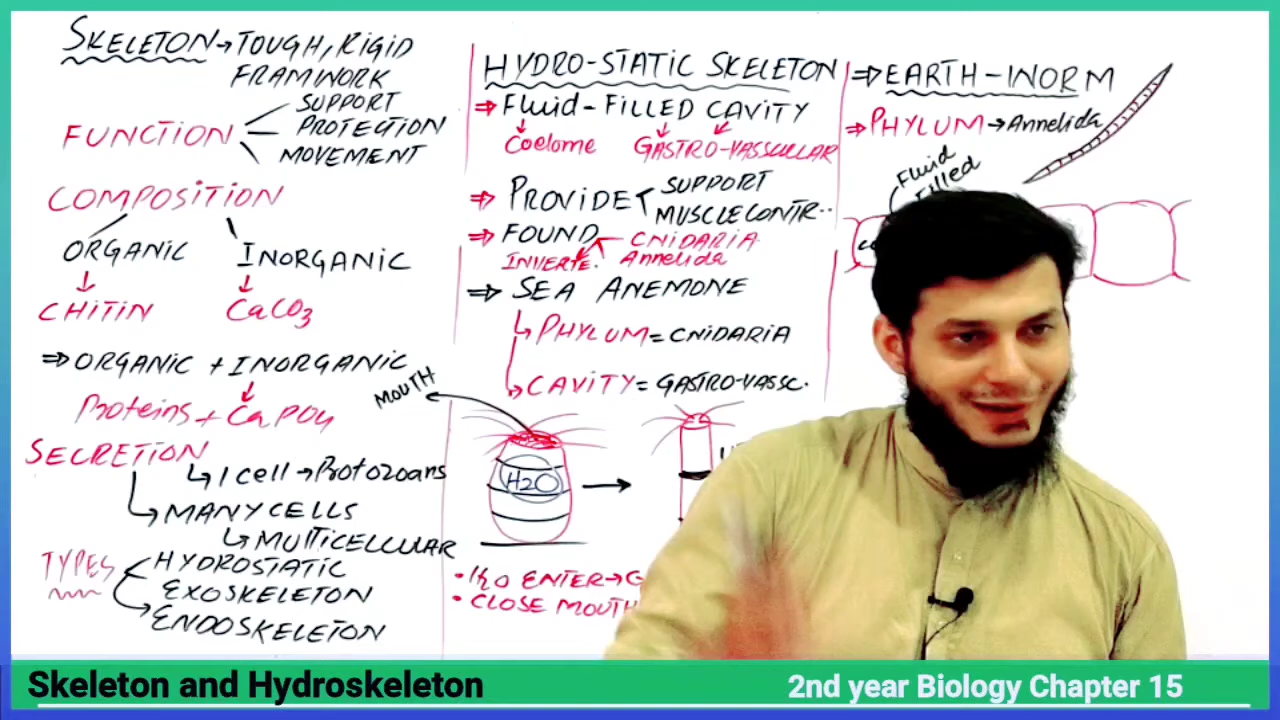 SKELETON → TOUGH, RIGID
FRAMWORK
FUNCTION
SUPPORT
PROTECTION
MOVEMENT
COMPOSITION
ORGANIC
INORGANIC
CHITIN
CaCO3
⇒ ORGANIC + INORGANIC
Proteins + Ca PO4
SECRETION
1 cell → Protozoans
MANY CELLS
MULTICELLULAR
TYPES
HYDROSTATIC
EXOSKELETON
ENDOSKELETON
HYDRO-STATIC SKELETON
⇒ Fluid-FILLED CAVITY
Coelome GASTRO-VASSCULLAR
⇒ PROVIDE
SUPPORT
MUSCLE CONTR..
⇒ FOUND
CNIDARIA
INVERTE. Annelida
⇒ SEA ANEMONE
PHYLUM = CNIDARIA
CAVITY = GASTRO-VASSC.
MOUTH
H2O
• H2O ENTER → G
• CLOSE MOUTH
⇒ EARTH-WORM
⇒ PHYLUM → Annelida
Fluid
Filled
Skeleton and Hydroskeleton
2nd year Biology Chapter 15